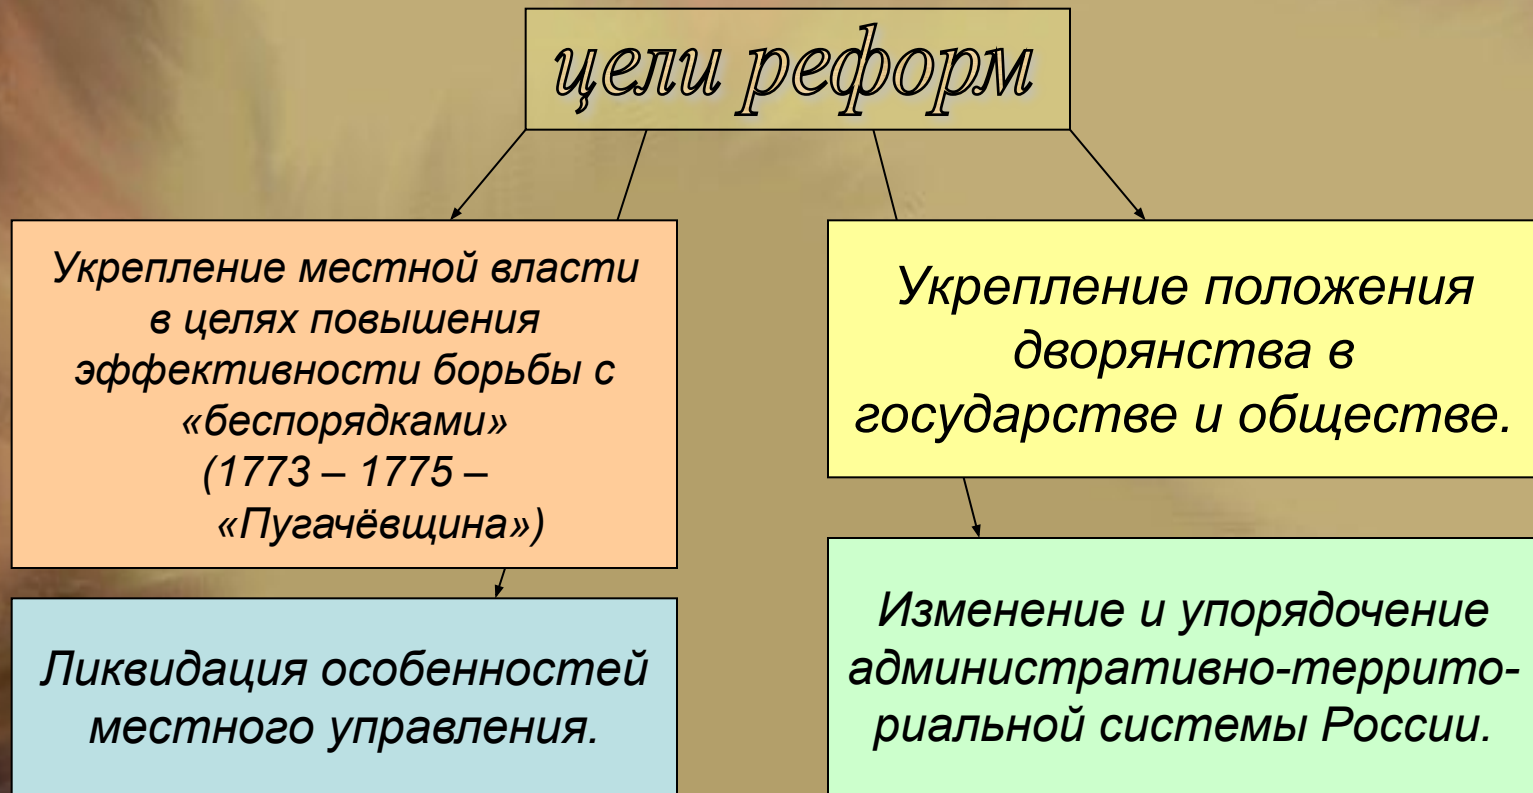 цели реформ
Укрепление местной власти
в целях повышения
эффективности борьбы с
«беспорядками»
(1773 – 1775 –
«Пугачёвщина»)
Укрепление положения
дворянства в
государстве и обществе.
Ликвидация особенностей
местного управления.
Изменение и упорядочение
административно-террито-
риальной системы России.